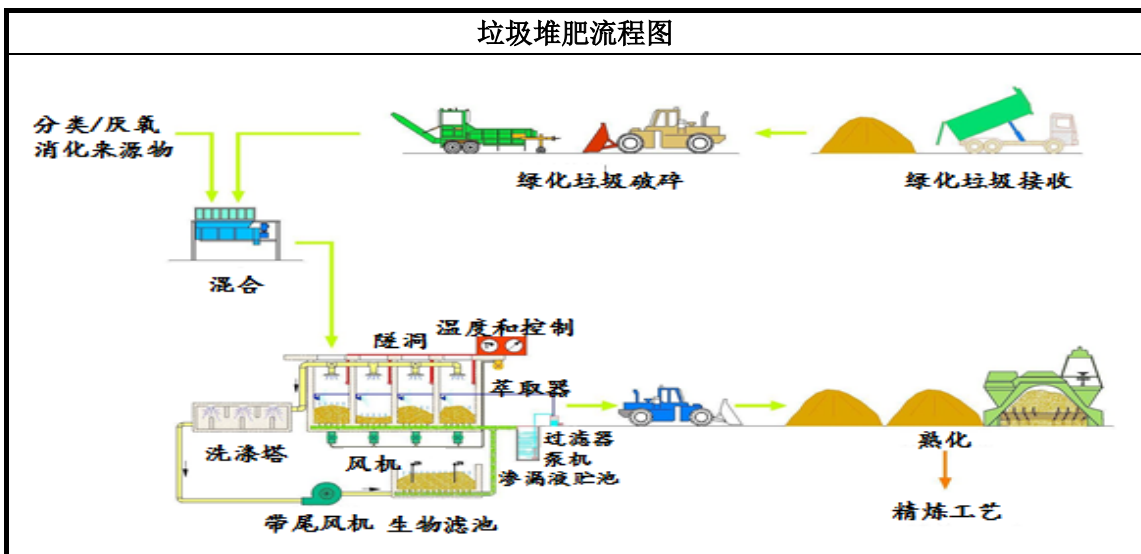 垃圾堆肥流程图
分类/厌氧
消化来源物
绿化垃圾破碎
绿化垃圾接收
混合
隧洞
温度和控制
萃取器
洗涤塔
风机
过滤器
泵机
渗漏液贮池
熟化
带尾风机
生物滤池
精炼工艺